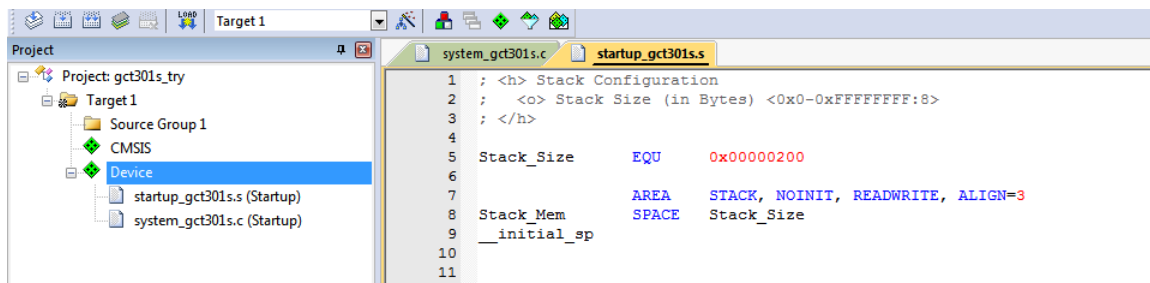 LOAD
Target 1
Project
Project: gct301s_try
Target 1
Source Group 1
CMSIS
Device
startup_gct301s.s (Startup)
system_gct301s.c (Startup)
system_gct301s.c startup_gct301s.s
1 ; <h> Stack Configuration
2 ;   <o> Stack Size (in Bytes) <0x0-0xFFFFFFFF:8>
3 ; </h>
4
5 Stack_Size      EQU     0x00000200
6
7                 AREA    STACK, NOINIT, READWRITE, ALIGN=3
8 Stack_Mem       SPACE   Stack_Size
9 __initial_sp
10
11